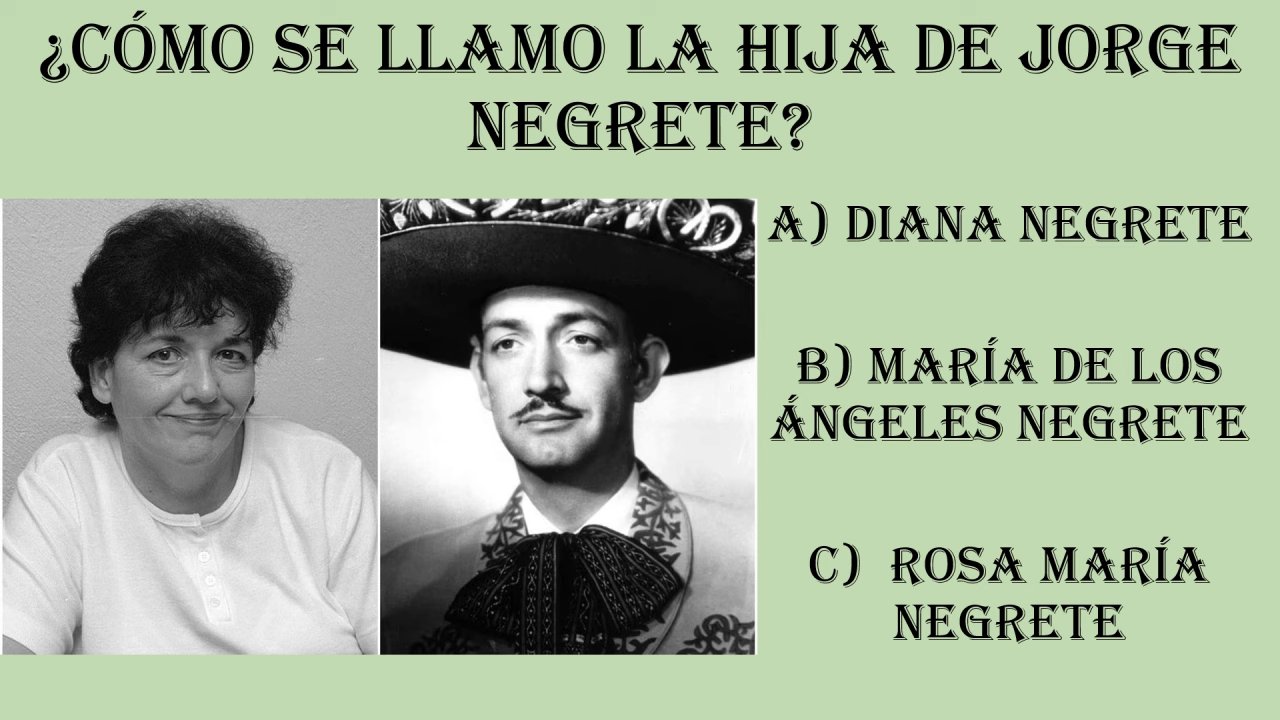 ¿CÓMO SE LLAMO LA HIJA DE JORGE
NEGRETE?
A) DIANA NEGRETE
B) MARÍA DE LOS
ÁNGELES NEGRETE
C) ROSA MARÍA
NEGRETE